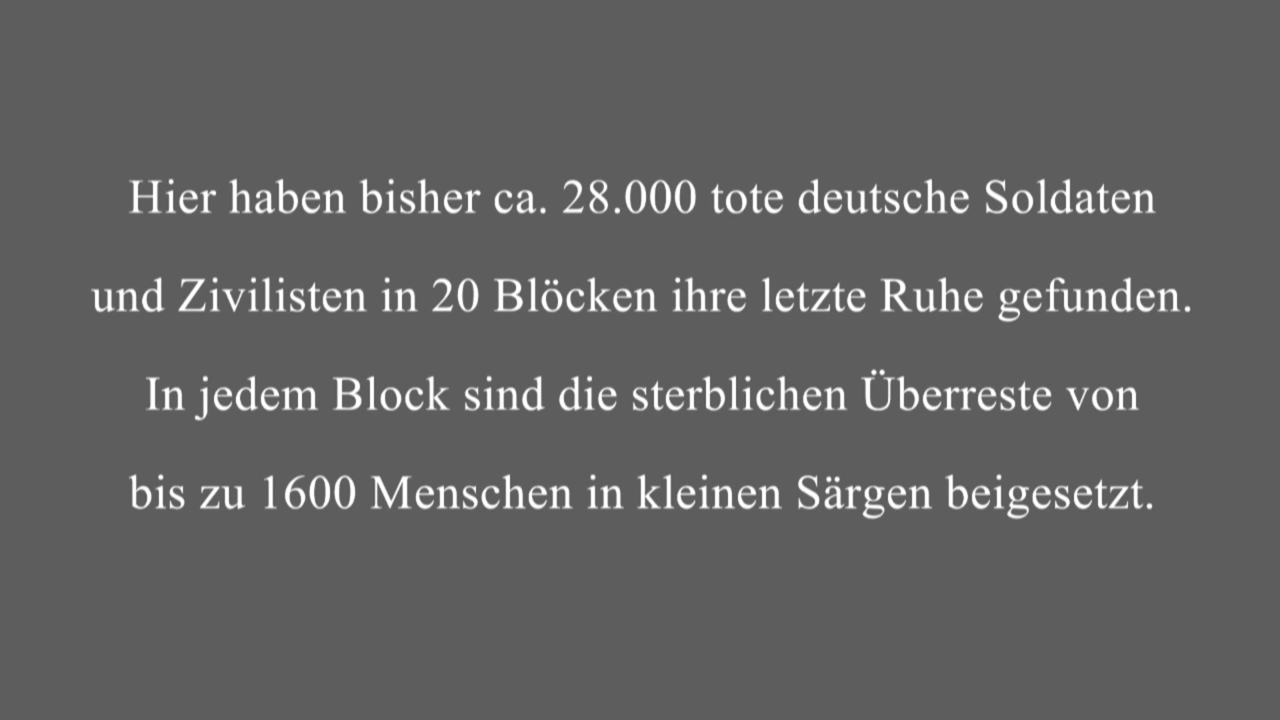 Hier haben bisher ca. 28.000 tote deutsche Soldaten
und Zivilisten in 20 Blöcken ihre letzte Ruhe gefunden.
In jedem Block sind die sterblichen Überreste von
bis zu 1600 Menschen in kleinen Särgen beigesetzt.